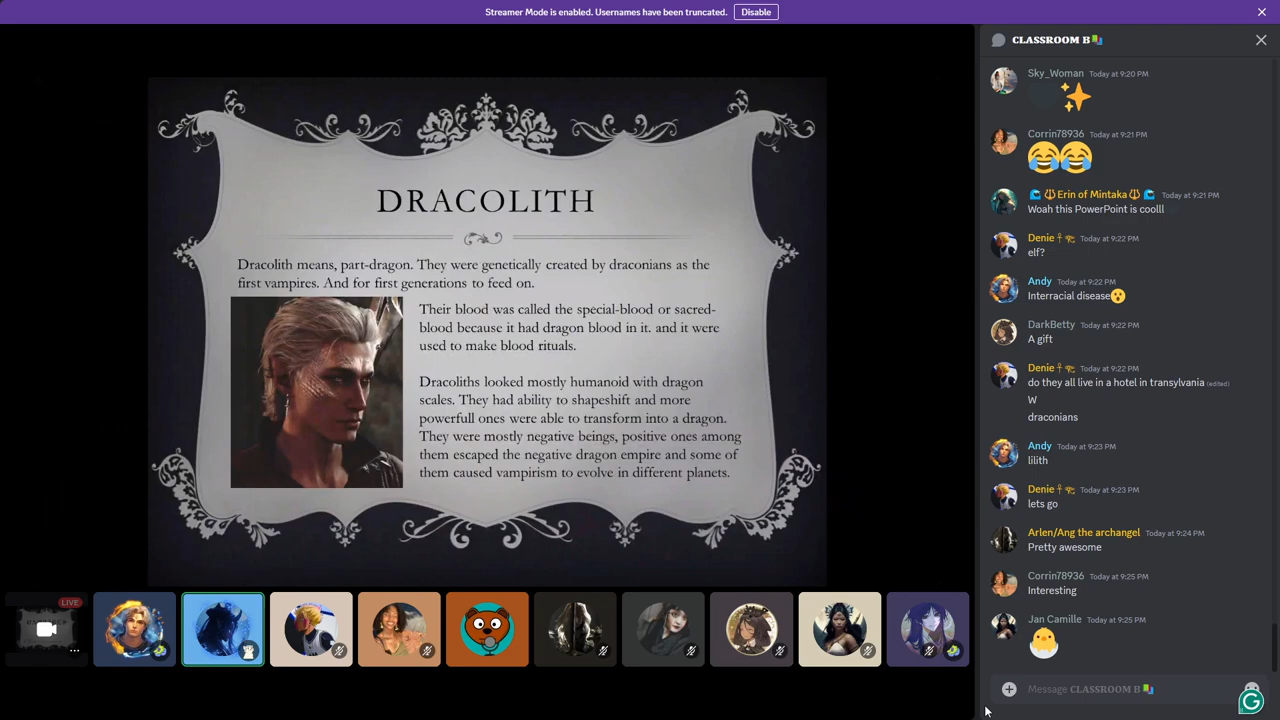 Streamer Mode is enabled. Usernames have been truncated. Disable
DRACOLITH
Dracolith means, part-dragon. They were genetically created by draconians as the
first vampires. And for first generations to feed on.
Their blood was called the special-blood or sacred-
blood because it had dragon blood in it. and it were
used to make blood rituals.
Dracoliths looked mostly humanoid with dragon
scales. They had ability to shapeshift and more
powerfull ones were able to transform into a dragon.
They were mostly negative beings, positive ones among
them escaped the negative dragon empire and some of
them caused vampirism to evolve in different planets.
LIVE
CLASSROOM B
Sky_Woman Today at 9:20 PM
✨
Corrin78936 Today at 9:21 PM
😂😂
🌊 🔱Erin of Mintaka🔱 🌊 Today at 9:21 PM
Woah this PowerPoint is coolll
Denie☥𓂀 Today at 9:22 PM
elf?
Andy Today at 9:22 PM
Interracial disease😮
DarkBetty Today at 9:22 PM
A gift
Denie☥𓂀 Today at 9:22 PM
do they all live in a hotel in transylvania (edited)
W
draconians
Andy Today at 9:23 PM
lilith
Denie☥𓂀 Today at 9:23 PM
lets go
Arlen/Ang the archangel Today at 9:24 PM
Pretty awesome
Corrin78936 Today at 9:25 PM
Interesting
Jan Camille Today at 9:25 PM
🐣
Message CLASSROOM B